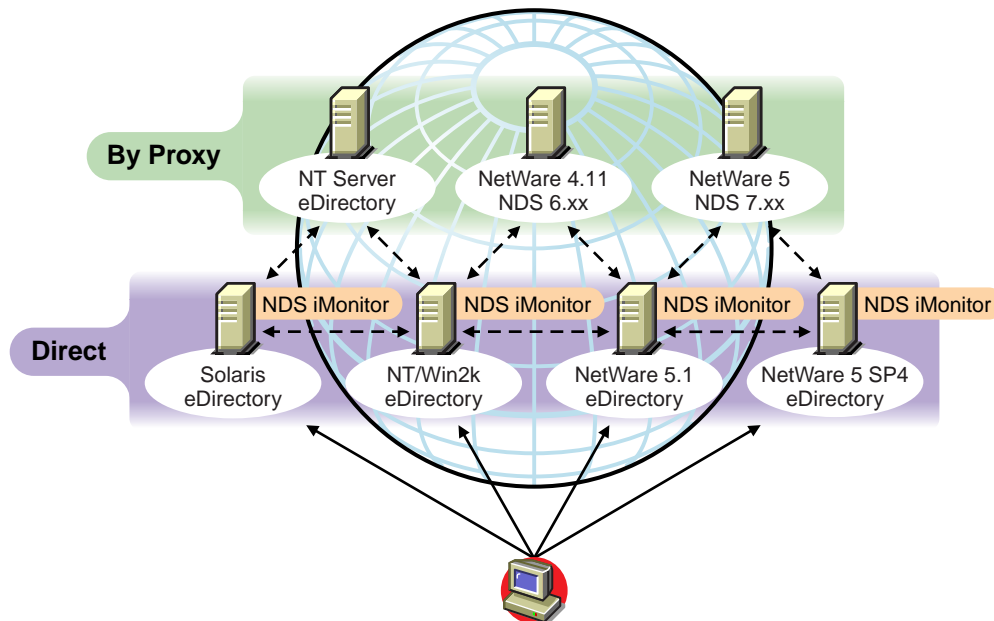 By Proxy
NT Server
eDirectory
NetWare 4.11
NDS 6.xx
NetWare 5
NDS 7.xx
Direct
NDS iMonitor
NDS iMonitor
NDS iMonitor
NDS iMonitor
Solaris
eDirectory
NT/Win2k
eDirectory
NetWare 5.1
eDirectory
NetWare 5 SP4
eDirectory